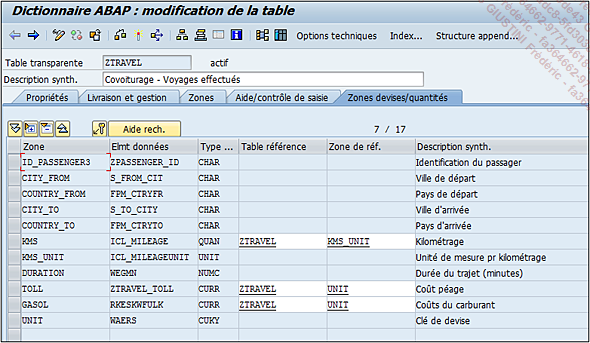 Dictionnaire ABAP : modification de la table
Options techniques Index... Structure append...
Table transparente ZTRAVEL actif
Description synth. Covoiturage - Voyages effectués
Propriétés Livraison et gestion Zones Aide/contrôle de saisie Zones devises/quantités
Aide rech. 7 / 17
Zone Elmt données Type ... Table référence Zone de réf. Description synth.
ID_PASSENGER3 ZPASSENGER_ID CHAR Identification du passager
CITY_FROM S_FROM_CIT CHAR Ville de départ
COUNTRY_FROM FPM_CTRYFR CHAR Pays de départ
CITY_TO S_TO_CITY CHAR Ville d'arrivée
COUNTRY_TO FPM_CTRYTO CHAR Pays d'arrivée
KMS ICL_MILEAGE QUAN ZTRAVEL KMS_UNIT Kilométrage
KMS_UNIT ICL_MILEAGEUNIT UNIT Unité de mesure pr kilométrage
DURATION WEGMN NUMC Durée du trajet (minutes)
TOLL ZTRAVEL_TOLL CURR ZTRAVEL UNIT Coût péage
GASOL RKESKWFULK CURR ZTRAVEL UNIT Coûts du carburant
UNIT WAERS CUKY Clé de devise